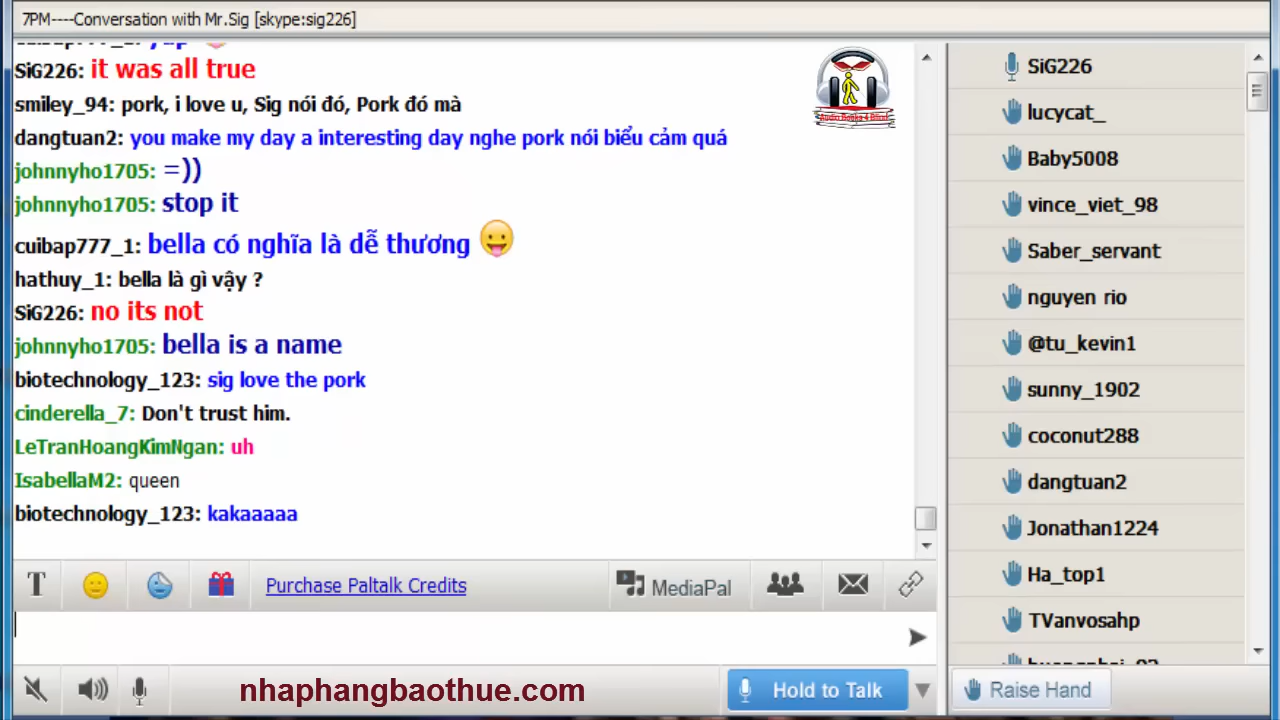 7PM----Conversation with Mr.Sig [skype:sig226]
SiG226: it was all true
smiley_94: pork, i love u, Sig nói đó, Pork đó mà
dangtuan2: you make my day a interesting day nghe pork nói biểu cảm quá
johnnyho1705: =))
johnnyho1705: stop it
cuibap777_1: bella có nghĩa là dễ thương
hathuy_1: bella là gì vậy ?
SiG226: no its not
johnnyho1705: bella is a name
biotechnology_123: sig love the pork
cinderella_7: Don't trust him.
LeTranHoangKimNgan: uh
IsabellaM2: queen
biotechnology_123: kakaaaaa
Audio Books 4 Blind
SiG226
lucycat_
Baby5008
vince_viet_98
Saber_servant
nguyen rio
@tu_kevin1
sunny_1902
coconut288
dangtuan2
Jonathan1224
Ha_top1
TVanvosahp
T
Purchase Paltalk Credits
MediaPal
nhaphangbaothue.com
Hold to Talk
Raise Hand